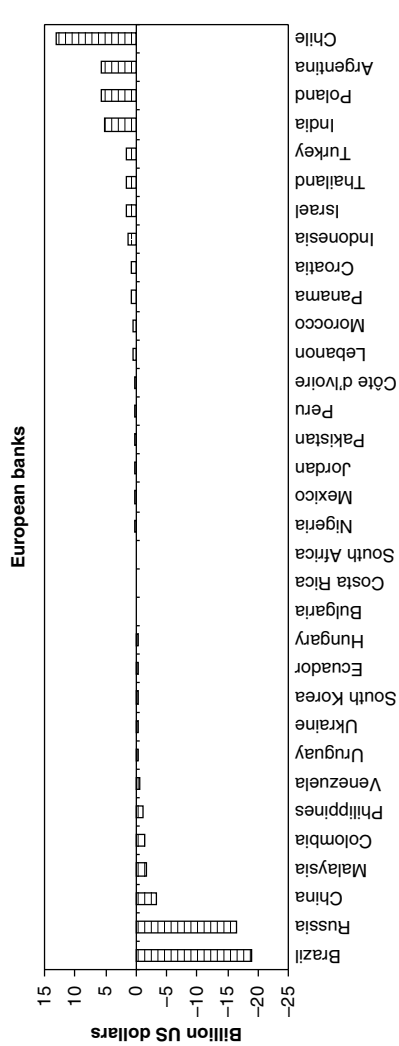 European banks
Billion US dollars
15
10
5
0
−5
−10
−15
−20
−25
Brazil
Russia
China
Malaysia
Colombia
Philippines
Venezuela
Uruguay
Ukraine
South Korea
Ecuador
Hungary
Bulgaria
Costa Rica
South Africa
Nigeria
Mexico
Jordan
Pakistan
Peru
Côte d'Ivoire
Lebanon
Morocco
Panama
Croatia
Indonesia
Israel
Thailand
Turkey
India
Poland
Argentina
Chile